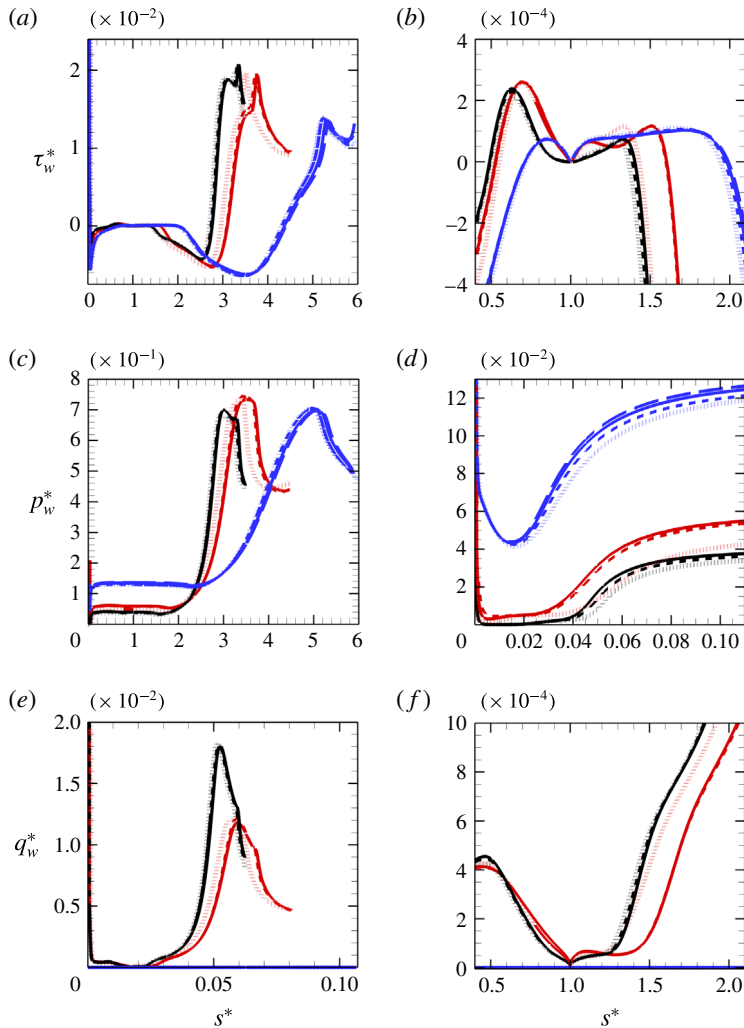 (a) (× 10⁻²) (b) (× 10⁻⁴)
2 4
1 2
τ*w 0
0 −2
−4
0 1 2 3 4 5 6 0.5 1.0 1.5 2.0
(c) (× 10⁻¹) (d) (× 10⁻²)
8 12
7 10
6 8
5
p*w 4 6
3 4
2
1 2
0 1 2 3 4 5 6 0 0.02 0.04 0.06 0.08 0.10
(e) (× 10⁻²) (f) (× 10⁻⁴)
2.0 10
1.5 8
q*w 1.0 6
4
0.5 2
0
0 0.05 0.10 0.5 1.0 1.5 2.0
s* s*